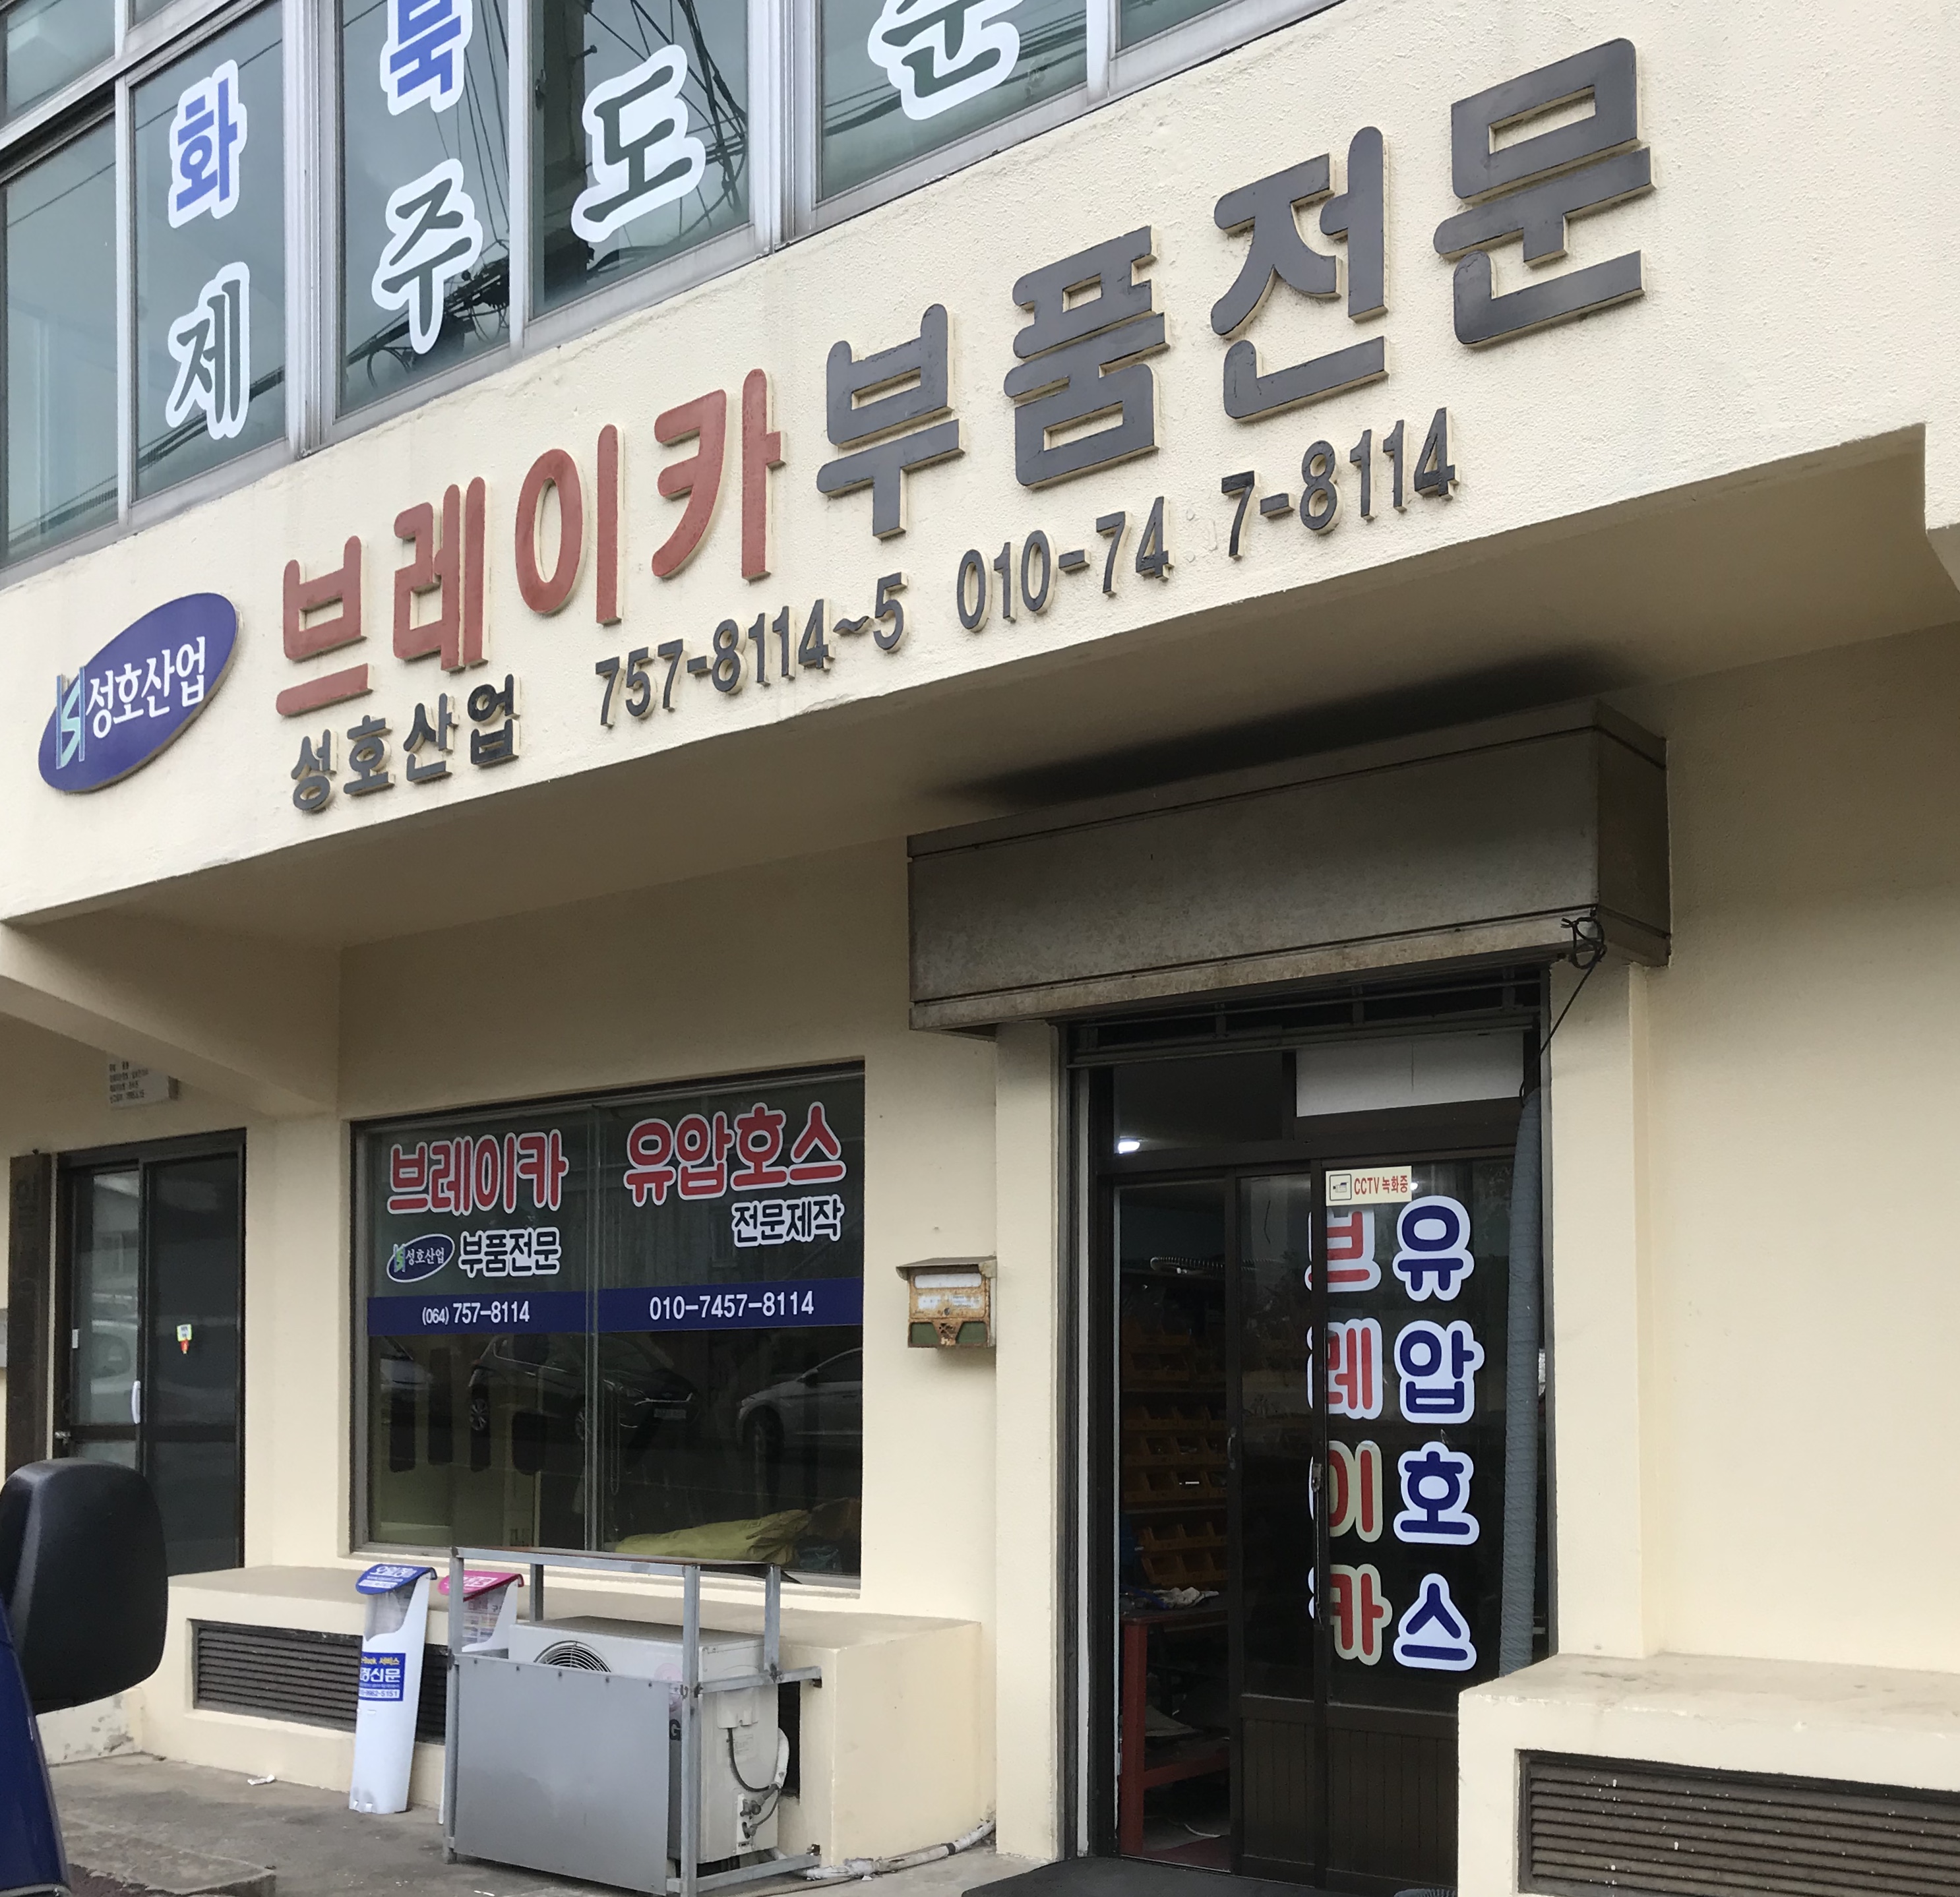 화
북
제
주
도
성호산업
브레이카부품전문
성호산업 757-8114~5 010-74 7-8114
브레이카
성호산업 부품전문
(064) 757-8114
유압호스
전문제작
010-7457-8114
CCTV 녹화중
브레이카
유압호스